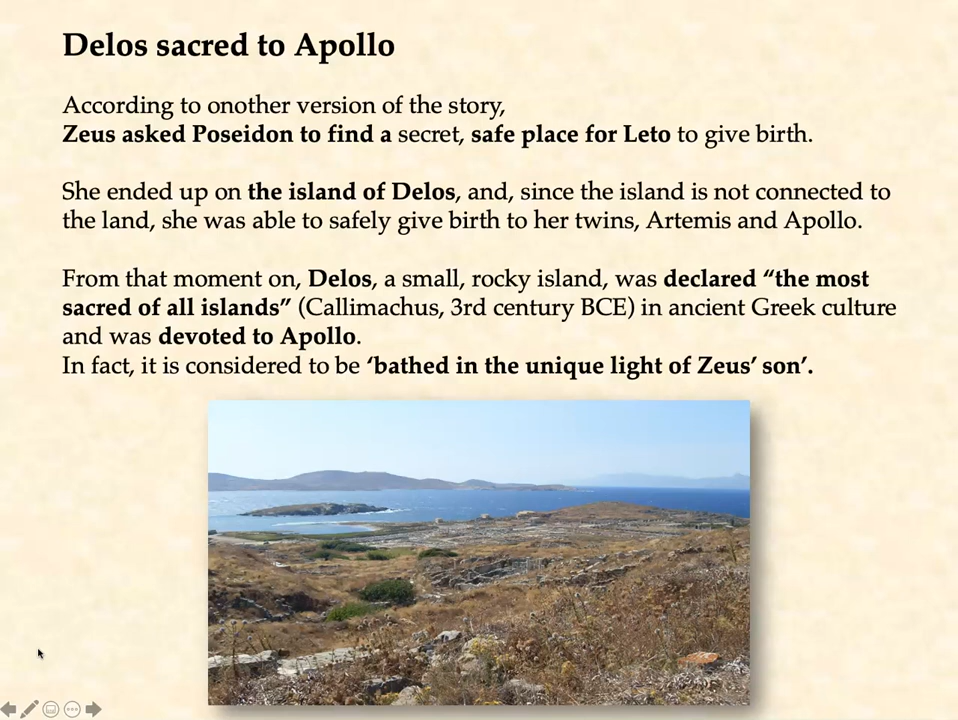 Delos sacred to Apollo
According to onother version of the story,
Zeus asked Poseidon to find a secret, safe place for Leto to give birth.
She ended up on the island of Delos, and, since the island is not connected to
the land, she was able to safely give birth to her twins, Artemis and Apollo.
From that moment on, Delos, a small, rocky island, was declared “the most
sacred of all islands” (Callimachus, 3rd century BCE) in ancient Greek culture
and was devoted to Apollo.
In fact, it is considered to be ‘bathed in the unique light of Zeus’ son’.